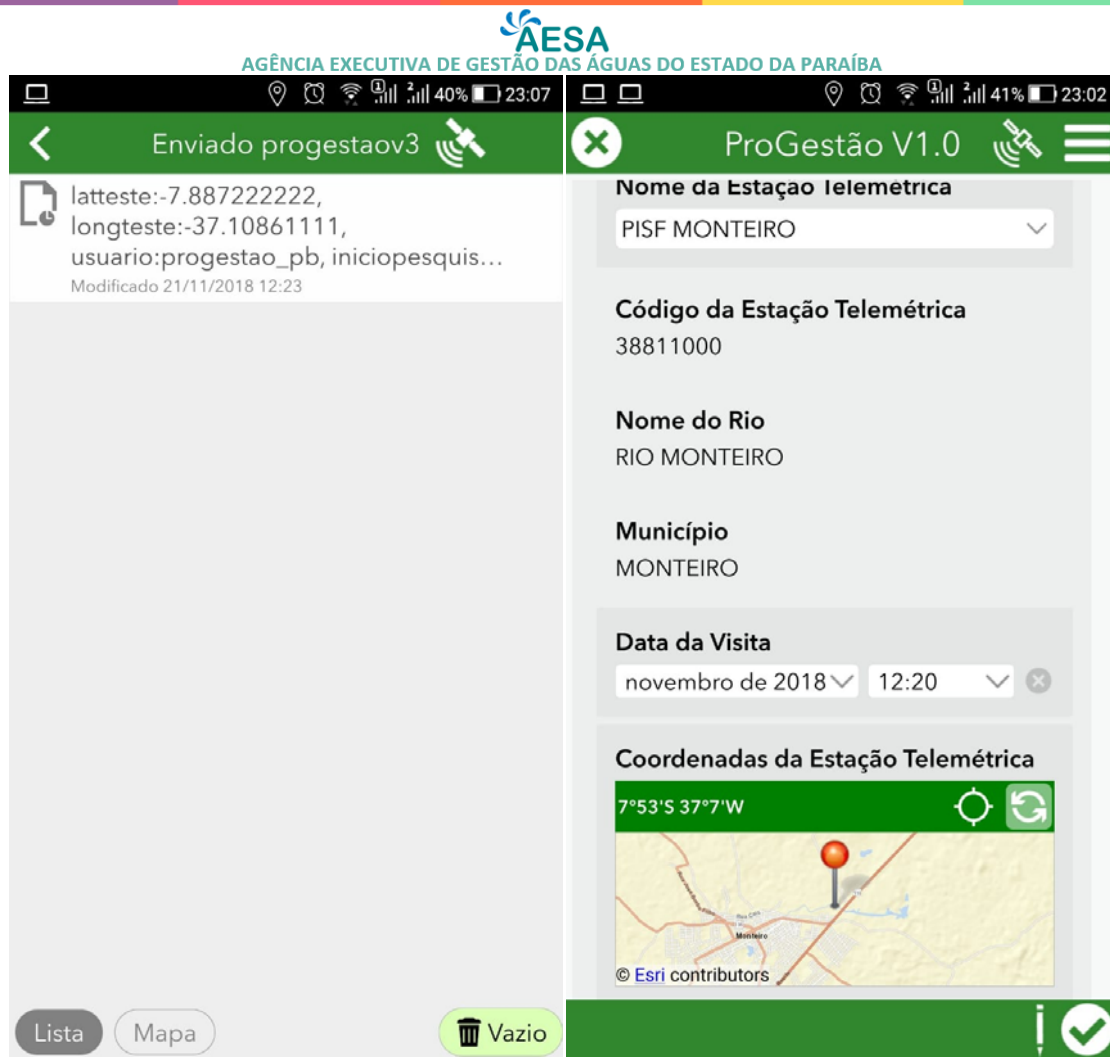 AESA
AGÊNCIA EXECUTIVA DE GESTÃO DAS ÁGUAS DO ESTADO DA PARAÍBA
40% 23:07
Enviado progestaov3
latteste:-7.887222222,
longteste:-37.10861111,
usuario:progestao_pb, iniciopesquis...
Modificado 21/11/2018 12:23
Lista
Mapa
Vazio
41% 23:02
ProGestão V1.0
Nome da Estação Telemétrica
PISF MONTEIRO
Código da Estação Telemétrica
38811000
Nome do Rio
RIO MONTEIRO
Município
MONTEIRO
Data da Visita
novembro de 2018 12:20
Coordenadas da Estação Telemétrica
7°53'S 37°7'W
Monteiro
© Esri contributors